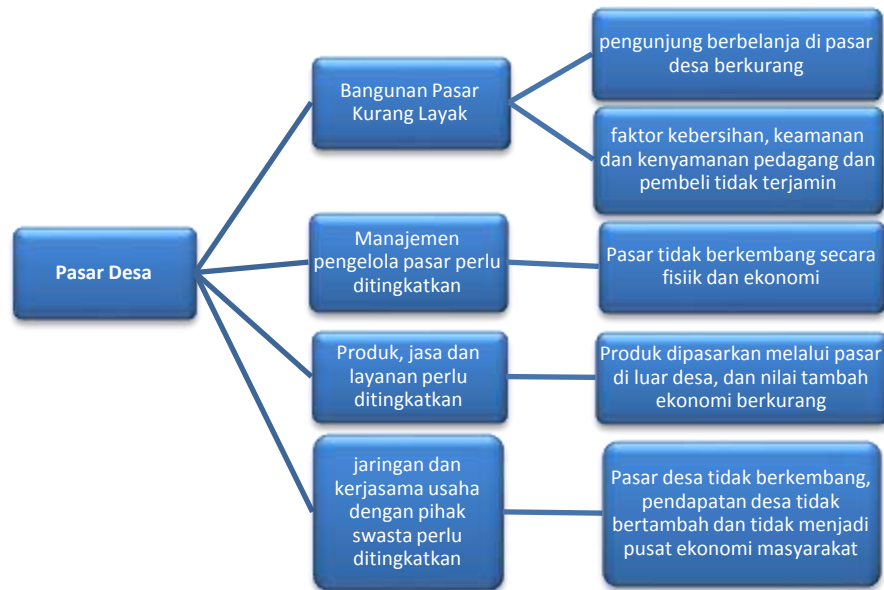 Pasar Desa
Bangunan Pasar
Kurang Layak
pengunjung berbelanja di pasar
desa berkurang
faktor kebersihan, keamanan
dan kenyamanan pedagang dan
pembeli tidak terjamin
Manajemen
pengelola pasar perlu
ditingkatkan
Pasar tidak berkembang secara
fisiik dan ekonomi
Produk, jasa dan
layanan perlu
ditingkatkan
Produk dipasarkan melalui pasar
di luar desa, dan nilai tambah
ekonomi berkurang
jaringan dan
kerjasama usaha
dengan pihak
swasta perlu
ditingkatkan
Pasar desa tidak berkembang,
pendapatan desa tidak
bertambah dan tidak menjadi
pusat ekonomi masyarakat